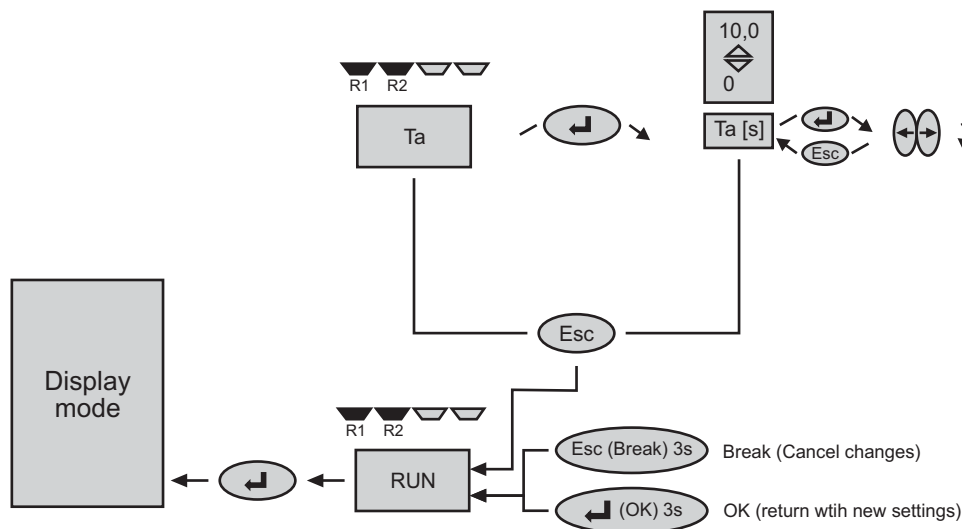 10,0
0
R1 R2
Ta
Ta [s]
Esc
Esc
Display
mode
R1 R2
RUN
Esc (Break) 3s
Break (Cancel changes)
(OK) 3s
OK (return wtih new settings)